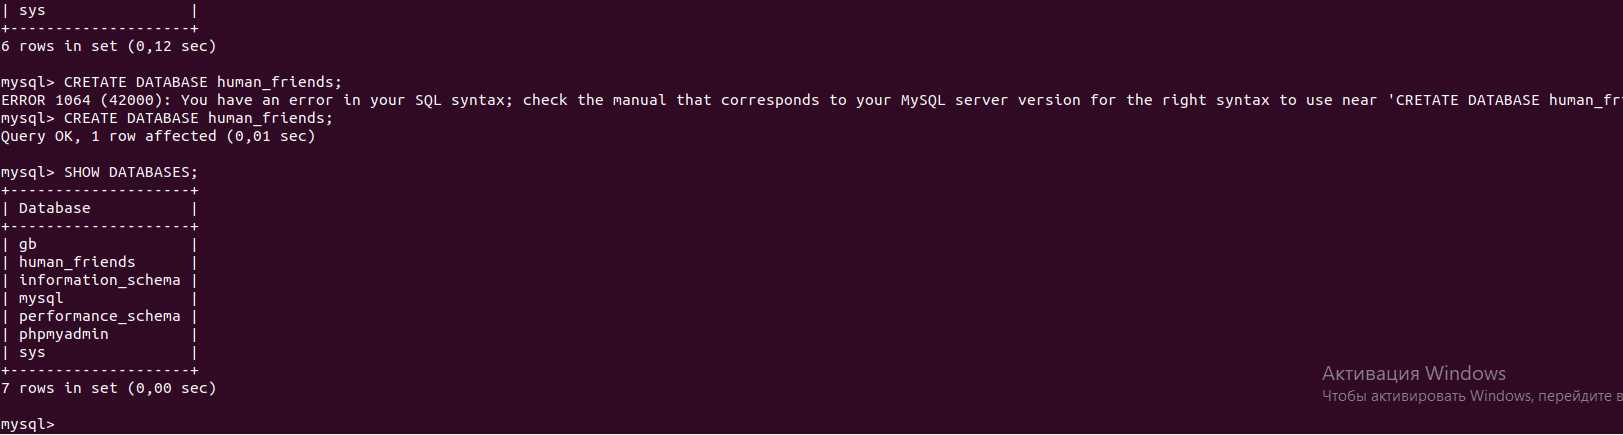 | sys                |
+--------------------+
6 rows in set (0,12 sec)
mysql> CRETATE DATABASE human_friends;
ERROR 1064 (42000): You have an error in your SQL syntax; check the manual that corresponds to your MySQL server version for the right syntax to use near 'CRETATE DATABASE human_fr
mysql> CREATE DATABASE human_friends;
Query OK, 1 row affected (0,01 sec)
mysql> SHOW DATABASES;
+--------------------+
| Database           |
+--------------------+
| gb                 |
| human_friends      |
| information_schema |
| mysql              |
| performance_schema |
| phpmyadmin         |
| sys                |
+--------------------+
7 rows in set (0,00 sec)
Активация Windows
Чтобы активировать Windows, перейдите в
mysql>